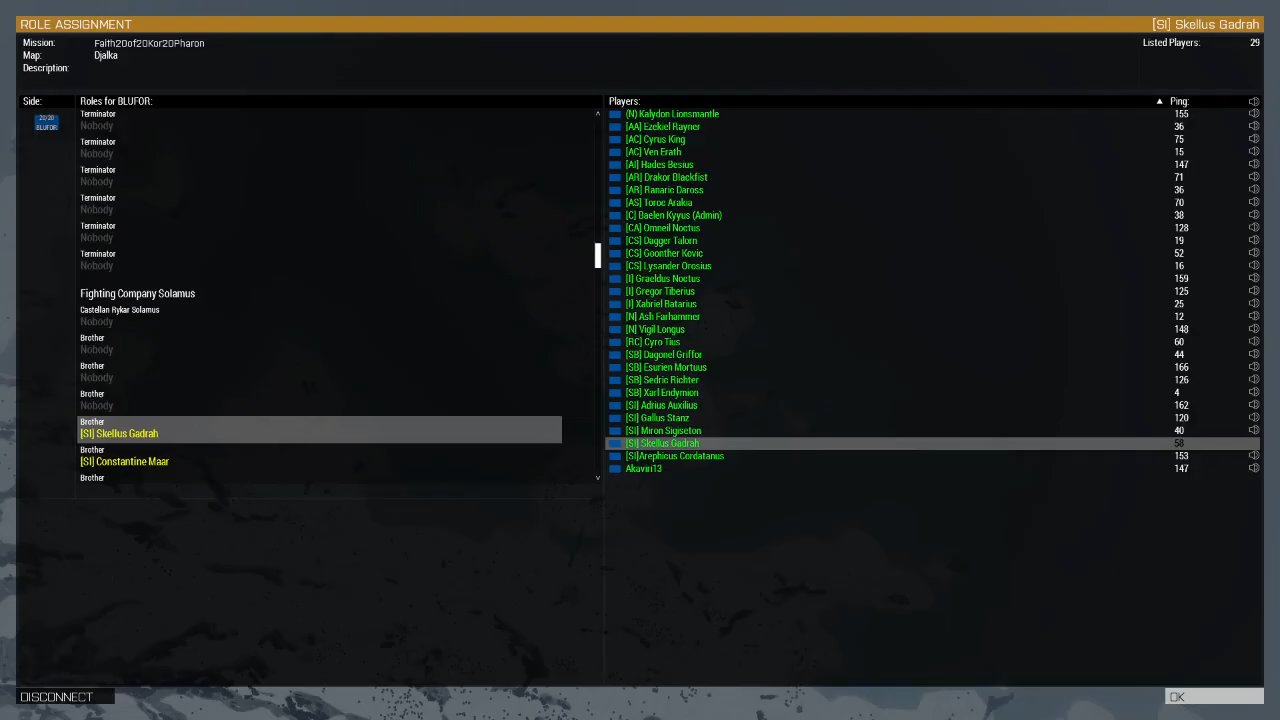 ROLE ASSIGNMENT [SI] Skellus Gadrah
Mission: Faith20of20Kor20Pharon Listed Players: 29
Map: Djalka
Description:
Side: Roles for BLUFOR: Players: Ping:
20/20
BLUFOR
Terminator
Nobody
Terminator
Nobody
Terminator
Nobody
Terminator
Nobody
Terminator
Nobody
Terminator
Nobody
Fighting Company Solamus
Castellan Rykar Solamus
Nobody
Brother
Nobody
Brother
Nobody
Brother
Nobody
Brother
[SI] Skellus Gadrah
Brother
[SI] Constantine Maar
Brother
(N) Kalydon Lionsmantle 155
[AA] Ezekiel Rayner 36
[AC] Cyrus King 75
[AC] Ven Erath 15
[AI] Hades Besius 147
[AR] Drakor Blackfist 71
[AR] Ranaric Daross 36
[AS] Toroc Arakia 70
[C] Baelen Kyyus (Admin) 38
[CA] Omneil Noctus 128
[CS] Dagger Talorn 19
[CS] Goonther Kovic 52
[CS] Lysander Orosius 16
[I] Graeldus Noctus 159
[I] Gregor Tiberius 125
[I] Xabriel Batarius 25
[N] Ash Farhammer 12
[N] Vigil Longus 148
[RC] Cyro Tius 60
[SB] Dagonel Griffor 44
[SB] Esurien Mortuus 166
[SB] Sedric Richter 126
[SB] Xarl Endymion 4
[SI] Adrius Auxilius 162
[SI] Gallus Stanz 120
[SI] Miron Sigiseton 40
[SI] Skellus Gadrah 58
[SI]Arephicus Cordatanus 153
Akaviri13 147
DISCONNECT OK